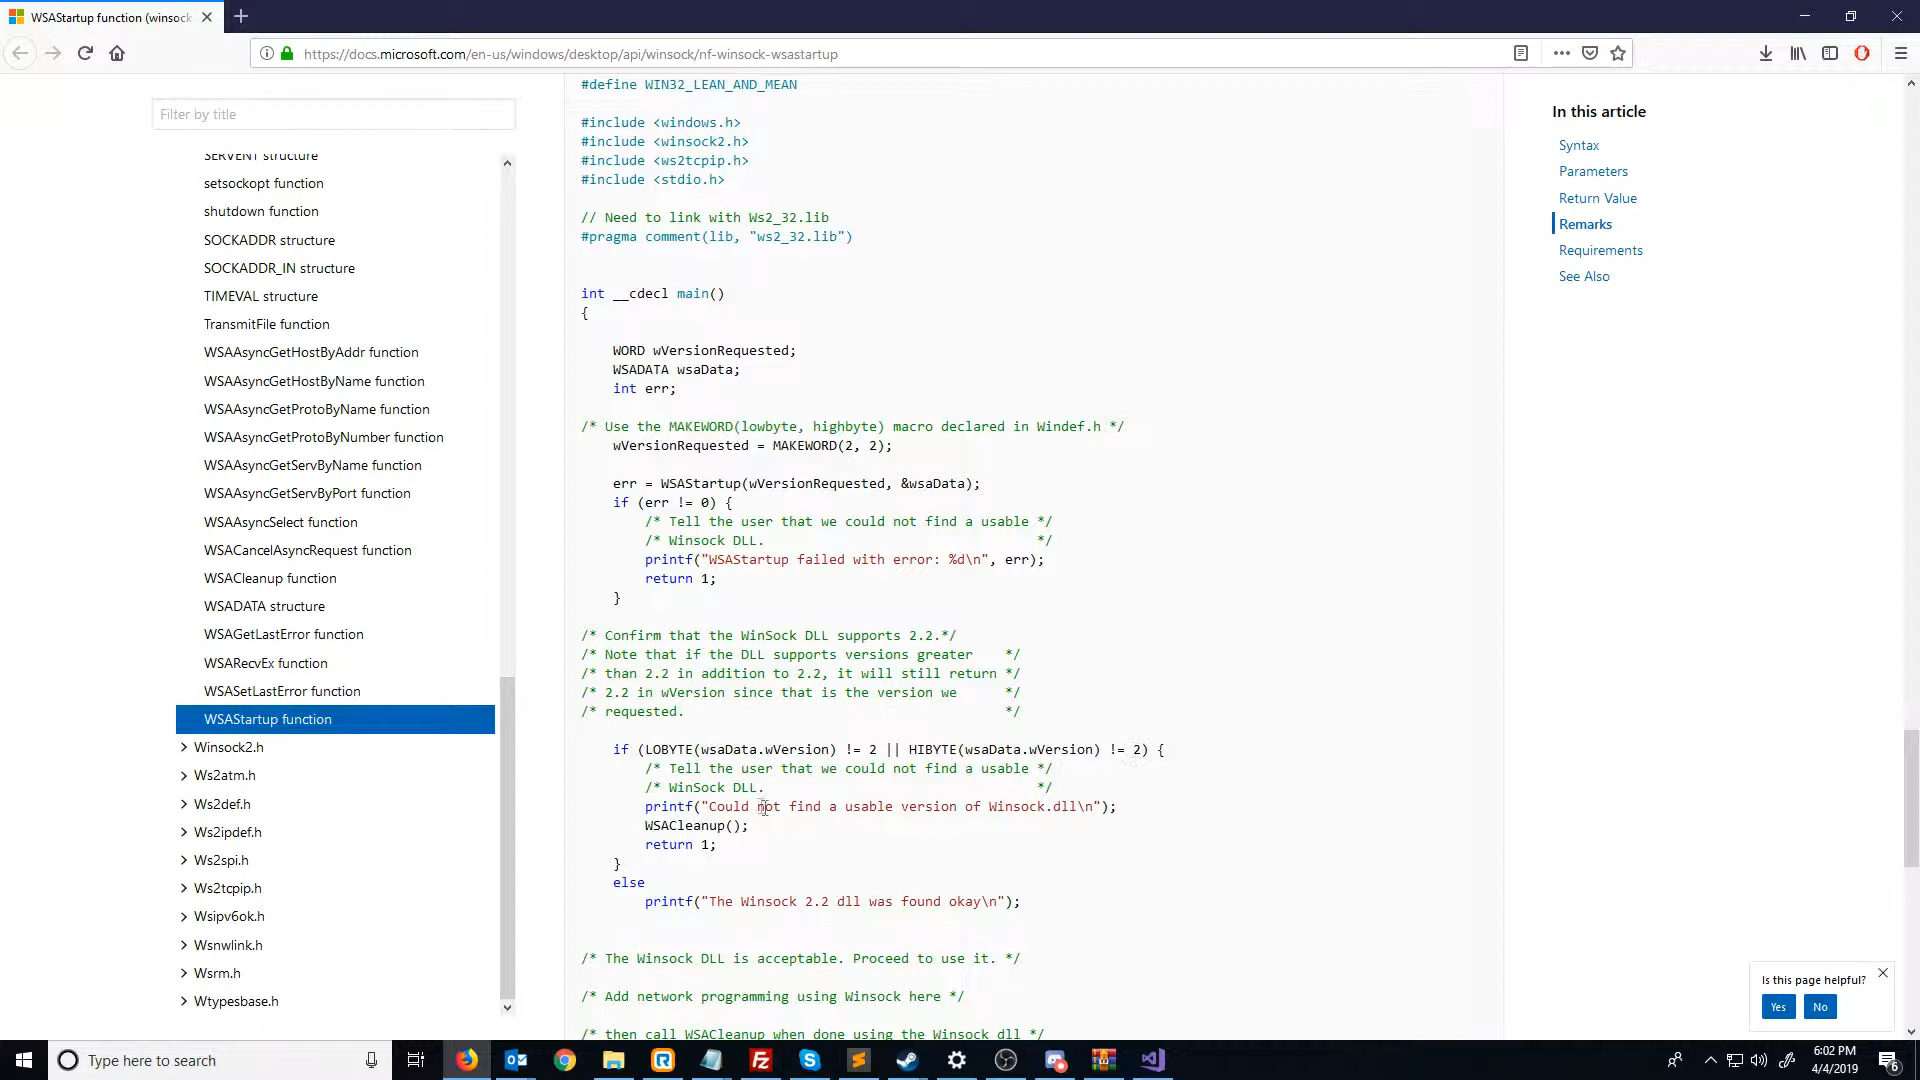 WSAStartup function (winsock
https://docs.microsoft.com/en-us/windows/desktop/api/winsock/nf-winsock-wsastartup
Filter by title
SERVENT structure
setsockopt function
shutdown function
SOCKADDR structure
SOCKADDR_IN structure
TIMEVAL structure
TransmitFile function
WSAAsyncGetHostByAddr function
WSAAsyncGetHostByName function
WSAAsyncGetProtoByName function
WSAAsyncGetProtoByNumber function
WSAAsyncGetServByName function
WSAAsyncGetServByPort function
WSAAsyncSelect function
WSACancelAsyncRequest function
WSACleanup function
WSADATA structure
WSAGetLastError function
WSARecvEx function
WSASetLastError function
WSAStartup function
Winsock2.h
Ws2atm.h
Ws2def.h
Ws2ipdef.h
Ws2spi.h
Ws2tcpip.h
Wsipv6ok.h
Wsnwlink.h
Wsrm.h
Wtypesbase.h
#define WIN32_LEAN_AND_MEAN
#include <windows.h>
#include <winsock2.h>
#include <ws2tcpip.h>
#include <stdio.h>
// Need to link with Ws2_32.lib
#pragma comment(lib, "ws2_32.lib")
int __cdecl main()
{
WORD wVersionRequested;
WSADATA wsaData;
int err;
/* Use the MAKEWORD(lowbyte, highbyte) macro declared in Windef.h */
wVersionRequested = MAKEWORD(2, 2);
err = WSAStartup(wVersionRequested, &wsaData);
if (err != 0) {
/* Tell the user that we could not find a usable */
/* Winsock DLL. */
printf("WSAStartup failed with error: %d\n", err);
return 1;
}
/* Confirm that the WinSock DLL supports 2.2.*/
/* Note that if the DLL supports versions greater */
/* than 2.2 in addition to 2.2, it will still return */
/* 2.2 in wVersion since that is the version we */
/* requested. */
if (LOBYTE(wsaData.wVersion) != 2 || HIBYTE(wsaData.wVersion) != 2) {
/* Tell the user that we could not find a usable */
/* WinSock DLL. */
printf("Could not find a usable version of Winsock.dll\n");
WSACleanup();
return 1;
}
else
printf("The Winsock 2.2 dll was found okay\n");
/* The Winsock DLL is acceptable. Proceed to use it. */
/* Add network programming using Winsock here */
/* then call WSACleanup when done using the Winsock dll */
In this article
Syntax
Parameters
Return Value
Remarks
Requirements
See Also
Is this page helpful?
Yes No
Type here to search
6:02 PM
4/4/2019
6